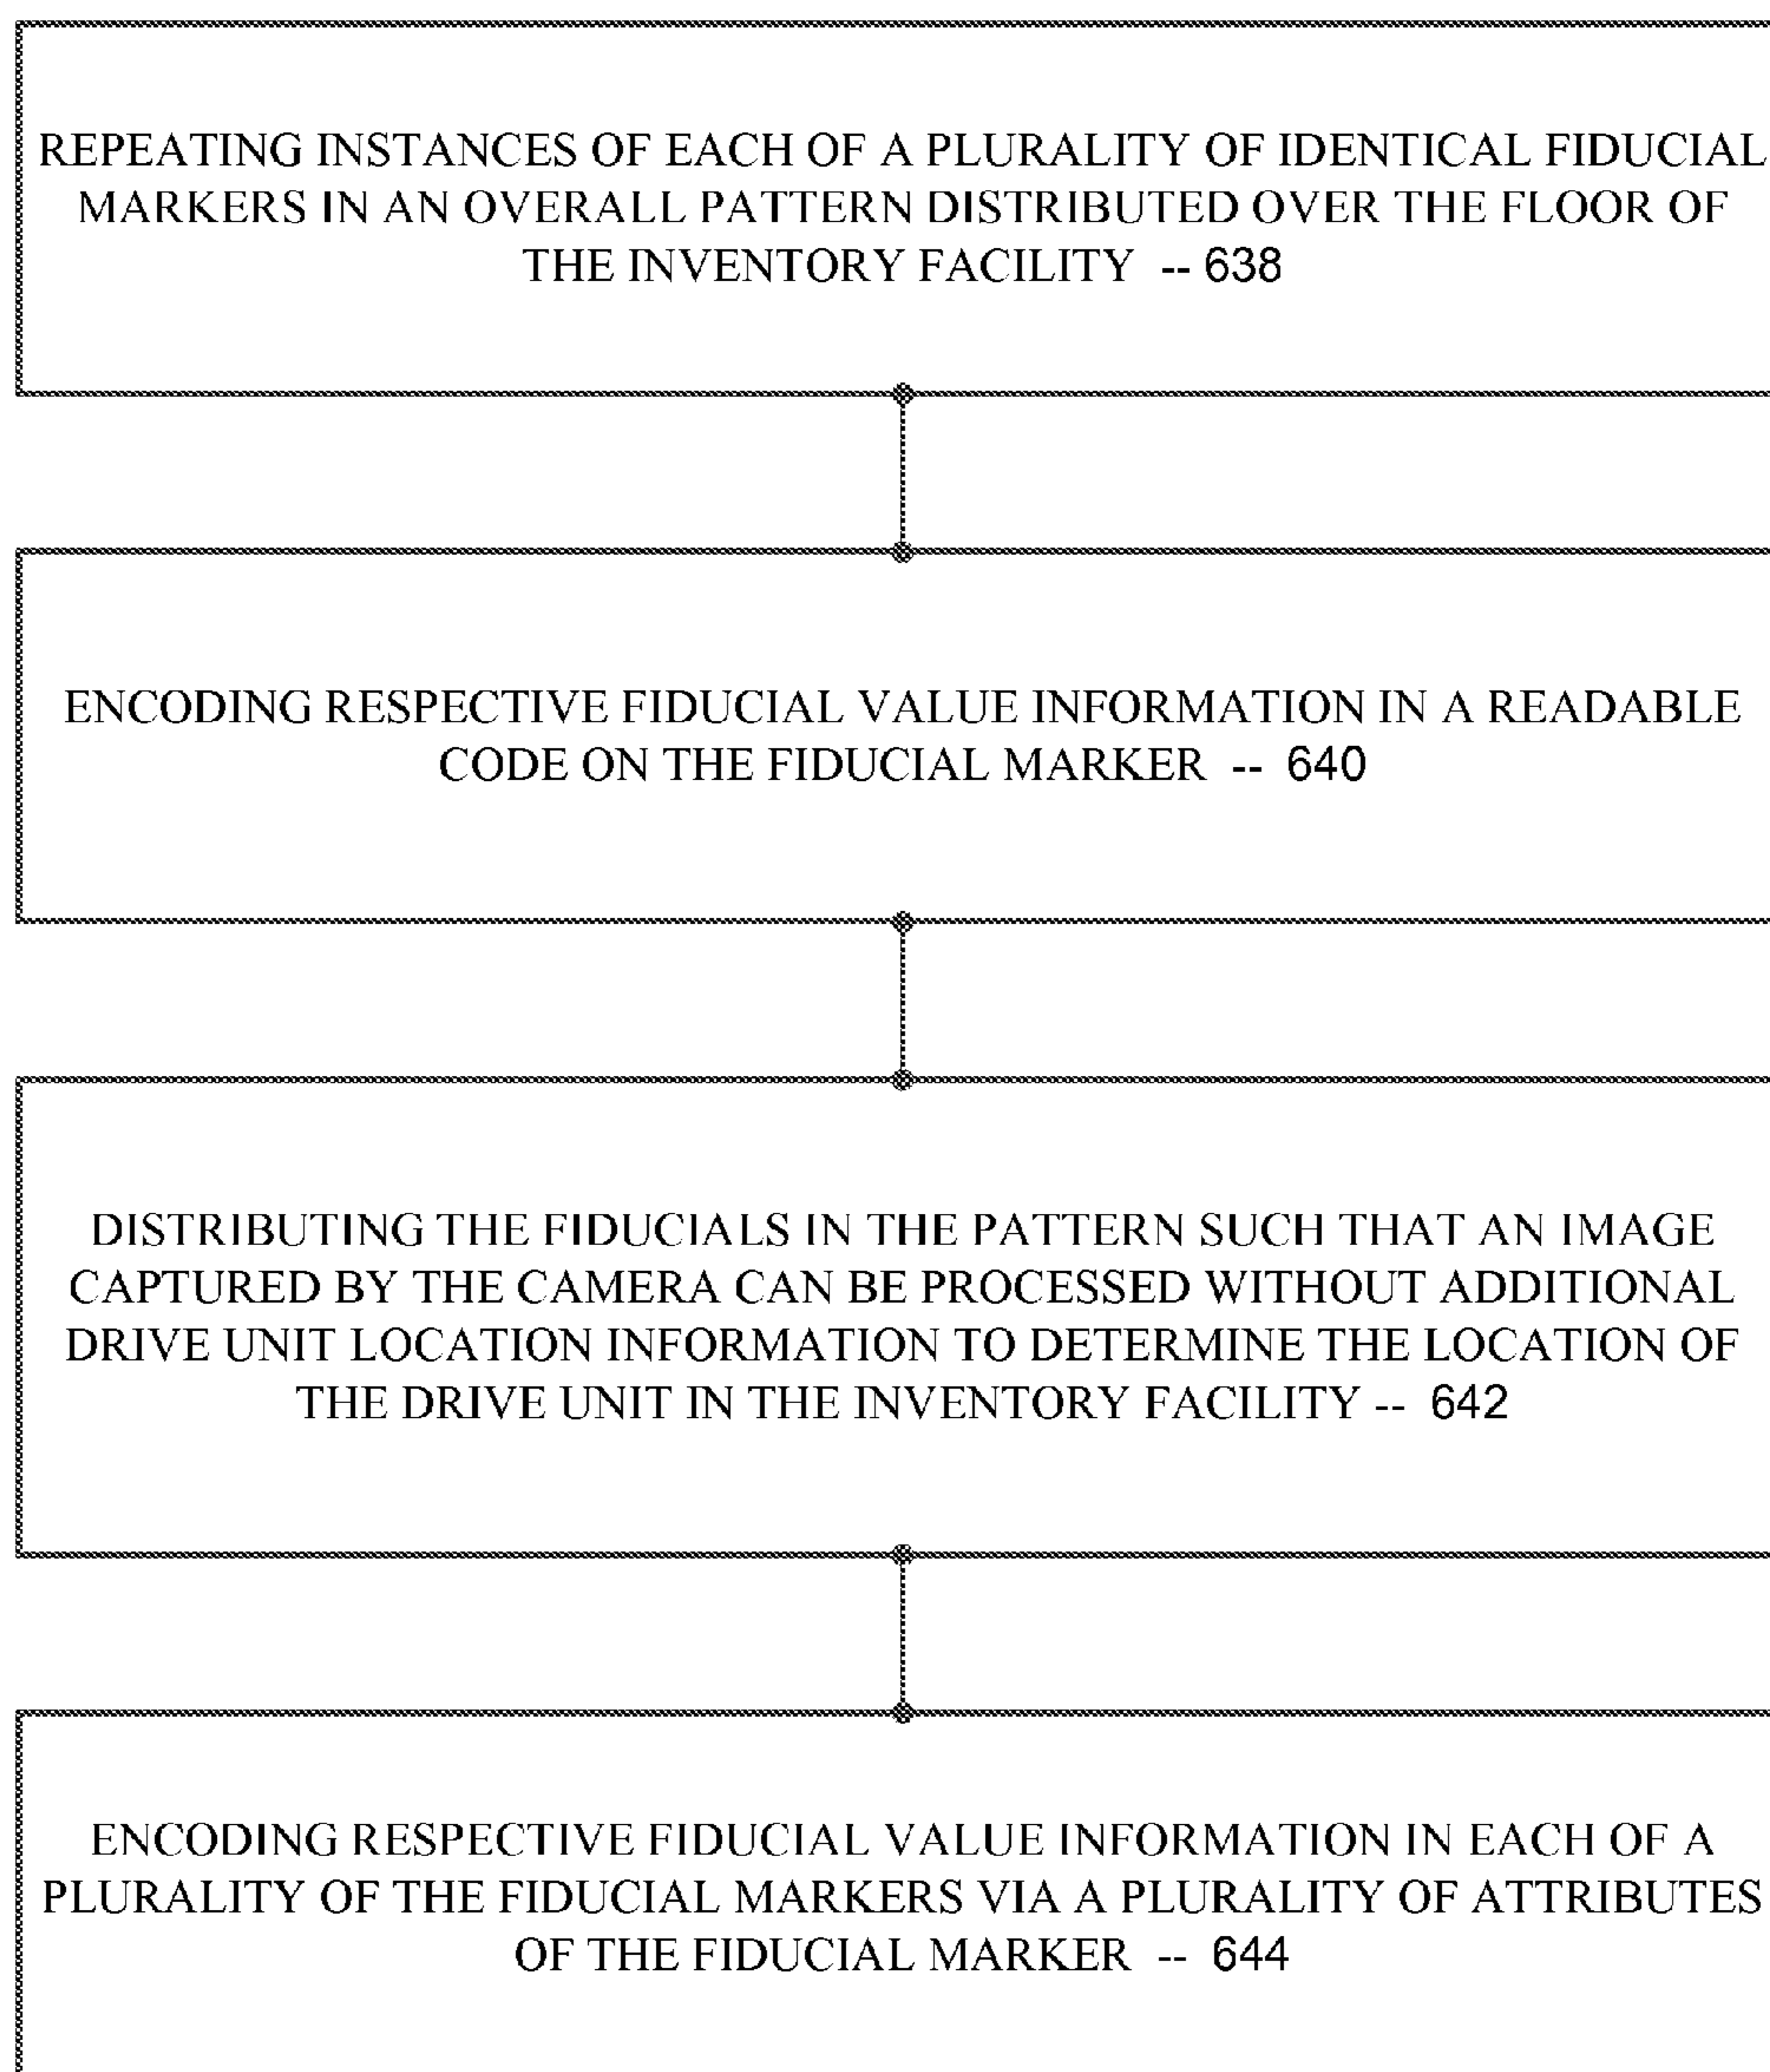 REPEATING INSTANCES OF EACH OF A PLURALITY OF IDENTICAL FIDUCIAL
MARKERS IN AN OVERALL PATTERN DISTRIBUTED OVER THE FLOOR OF
THE INVENTORY FACILITY -- 638
ENCODING RESPECTIVE FIDUCIAL VALUE INFORMATION IN A READABLE
CODE ON THE FIDUCIAL MARKER -- 640
DISTRIBUTING THE FIDUCIALS IN THE PATTERN SUCH THAT AN IMAGE
CAPTURED BY THE CAMERA CAN BE PROCESSED WITHOUT ADDITIONAL
DRIVE UNIT LOCATION INFORMATION TO DETERMINE THE LOCATION OF
THE DRIVE UNIT IN THE INVENTORY FACILITY -- 642
ENCODING RESPECTIVE FIDUCIAL VALUE INFORMATION IN EACH OF A
PLURALITY OF THE FIDUCIAL MARKERS VIA A PLURALITY OF ATTRIBUTES
OF THE FIDUCIAL MARKER -- 644